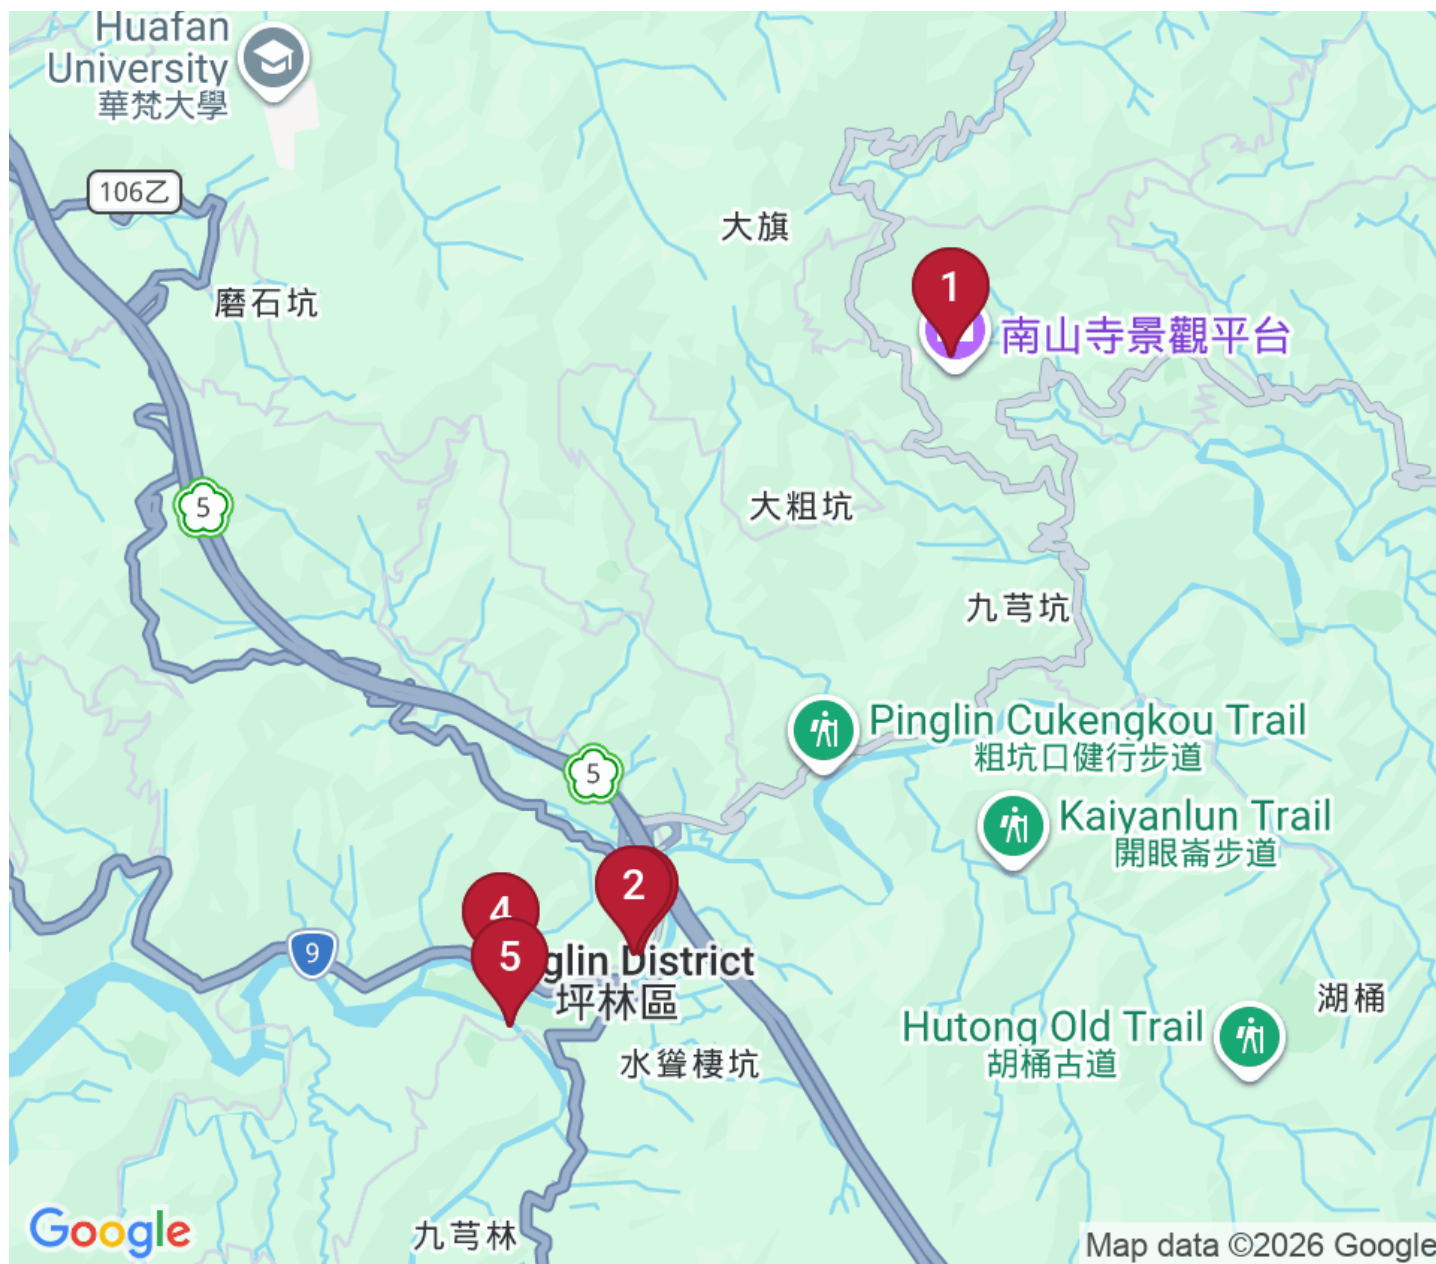 Huafan
University
華梵大學
106乙
磨石坑
大旗
1
南山寺景觀平台
5
大粗坑
九芎坑
Pinglin Cukengkou Trail
粗坑口健行步道
5
Kaiyanlun Trail
開眼崙步道
2
4
5
9
glin District
坪林區
湖桶
Hutong Old Trail
胡桶古道
水聳棲坑
九芎林
Google
Map data ©2026 Google